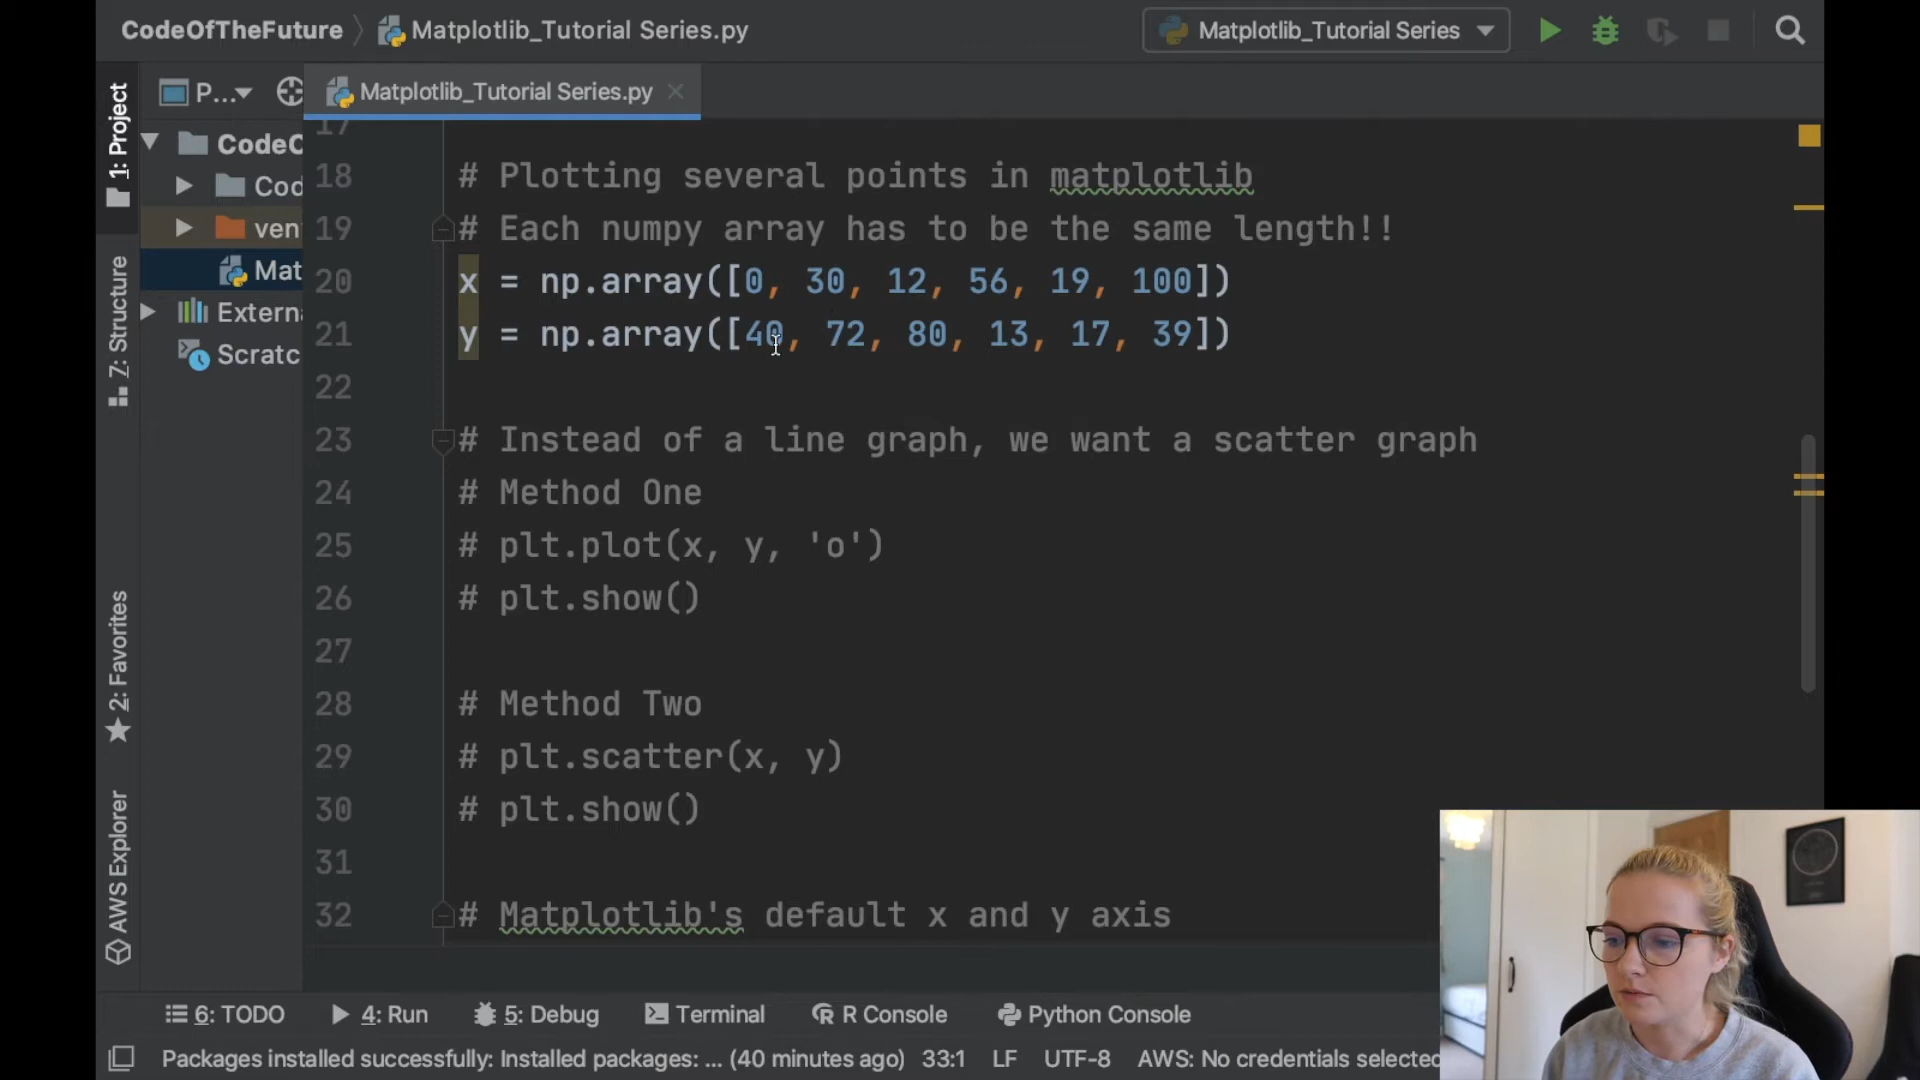 CodeOfTheFuture
Matplotlib_Tutorial Series.py
Matplotlib_Tutorial Series
1: Project
P...
Matplotlib_Tutorial Series.py
CodeC
Cod
ven
Mat
Externa
Scratc
Z: Structure
2: Favorites
AWS Explorer
17
18 # Plotting several points in matplotlib
19 # Each numpy array has to be the same length!!
20 x = np.array([0, 30, 12, 56, 19, 100])
21 y = np.array([40, 72, 80, 13, 17, 39])
22
23 # Instead of a line graph, we want a scatter graph
24 # Method One
25 # plt.plot(x, y, 'o')
26 # plt.show()
27
28 # Method Two
29 # plt.scatter(x, y)
30 # plt.show()
31
32 # Matplotlib's default x and y axis
6: TODO 4: Run 5: Debug Terminal R Console Python Console
Packages installed successfully: Installed packages: ... (40 minutes ago) 33:1 LF UTF-8 AWS: No credentials selected